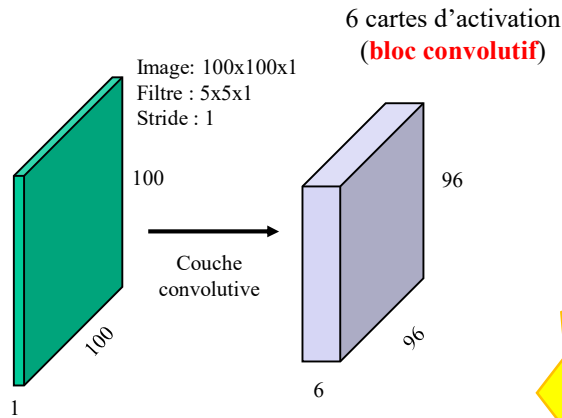 6 cartes d’activation
(bloc convolutif)
Image: 100x100x1
Filtre : 5x5x1
Stride : 1
100
96
Couche
convolutive
100
96
1
6